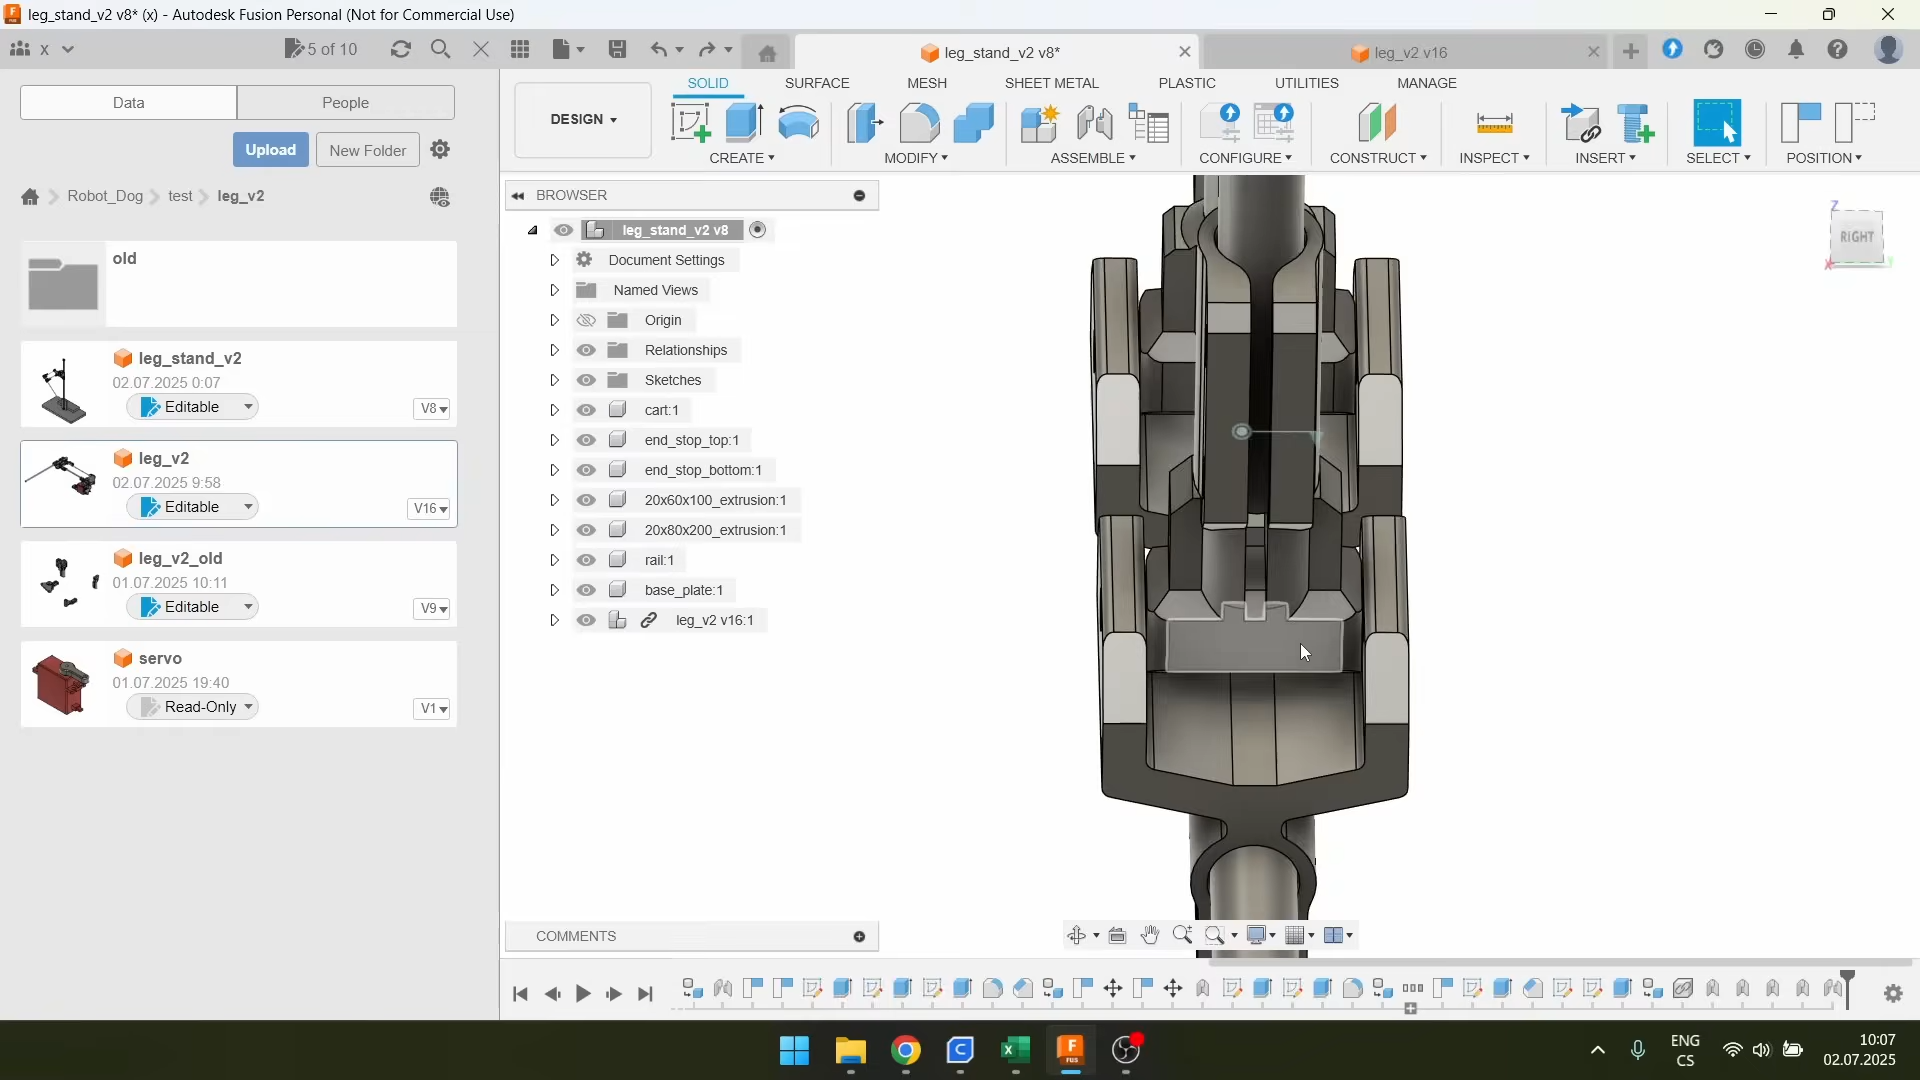 leg_stand_v2 v8* (x) - Autodesk Fusion Personal (Not for Commercial Use)
x
5 of 10
leg_stand_v2 v8*
leg_v2 v16
Data
People
Upload
New Folder
Robot_Dog
test
leg_v2
old
leg_stand_v2
02.07.2025 0:07
Editable
V8
leg_v2
02.07.2025 9:58
Editable
V16
leg_v2_old
01.07.2025 10:11
Editable
V9
servo
01.07.2025 19:40
Read-Only
V1
DESIGN
SOLID
SURFACE
MESH
SHEET METAL
PLASTIC
UTILITIES
MANAGE
CREATE
MODIFY
ASSEMBLE
CONFIGURE
CONSTRUCT
INSPECT
INSERT
SELECT
POSITION
BROWSER
leg_stand_v2 v8
Document Settings
Named Views
Origin
Relationships
Sketches
cart:1
end_stop_top:1
end_stop_bottom:1
20x60x100_extrusion:1
20x80x200_extrusion:1
rail:1
base_plate:1
leg_v2 v16:1
Z
RIGHT
X
Y
COMMENTS
F
FUS
ENG
CS
10:07
02.07.2025